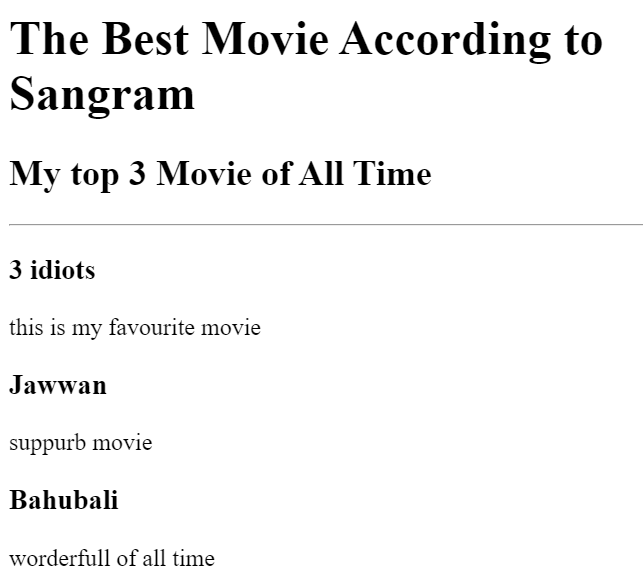 The Best Movie According to
Sangram
My top 3 Movie of All Time
3 idiots
this is my favourite movie
Jawwan
suppurb movie
Bahubali
worderfull of all time